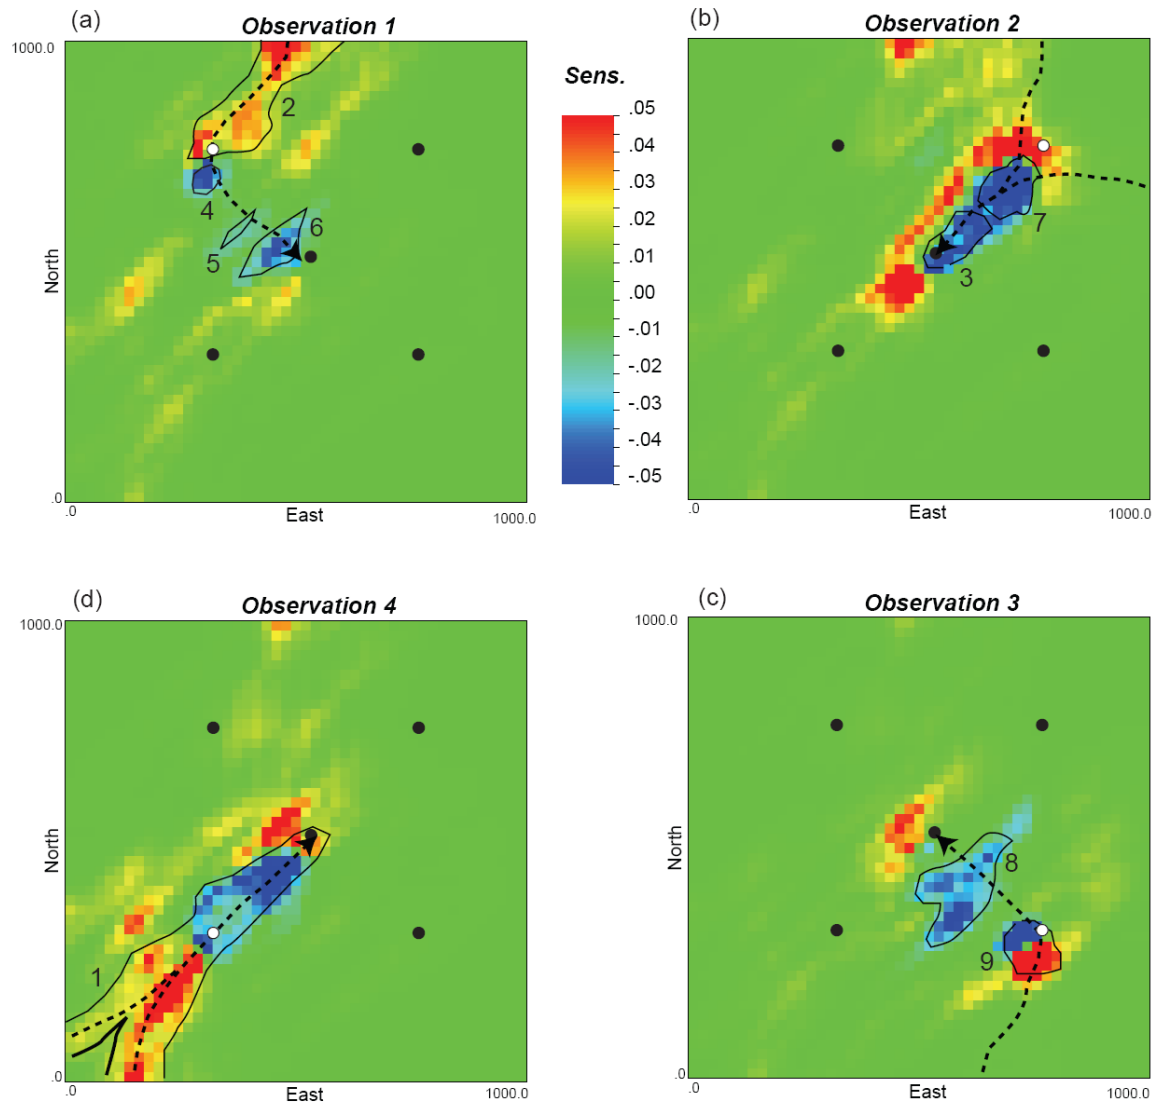 (a)
Observation 1
1000.0
2
4
5
6
North
.0
.0
East
1000.0
Sens.
.05
.04
.03
.02
.01
.00
-.01
-.02
-.03
-.04
-.05
(b)
Observation 2
7
3
East
.0
1000.0
(d)
Observation 4
1000.0
1
North
.0
.0
East
1000.0
(c)
Observation 3
1000.0
8
9
North
.0
.0
East
1000.0